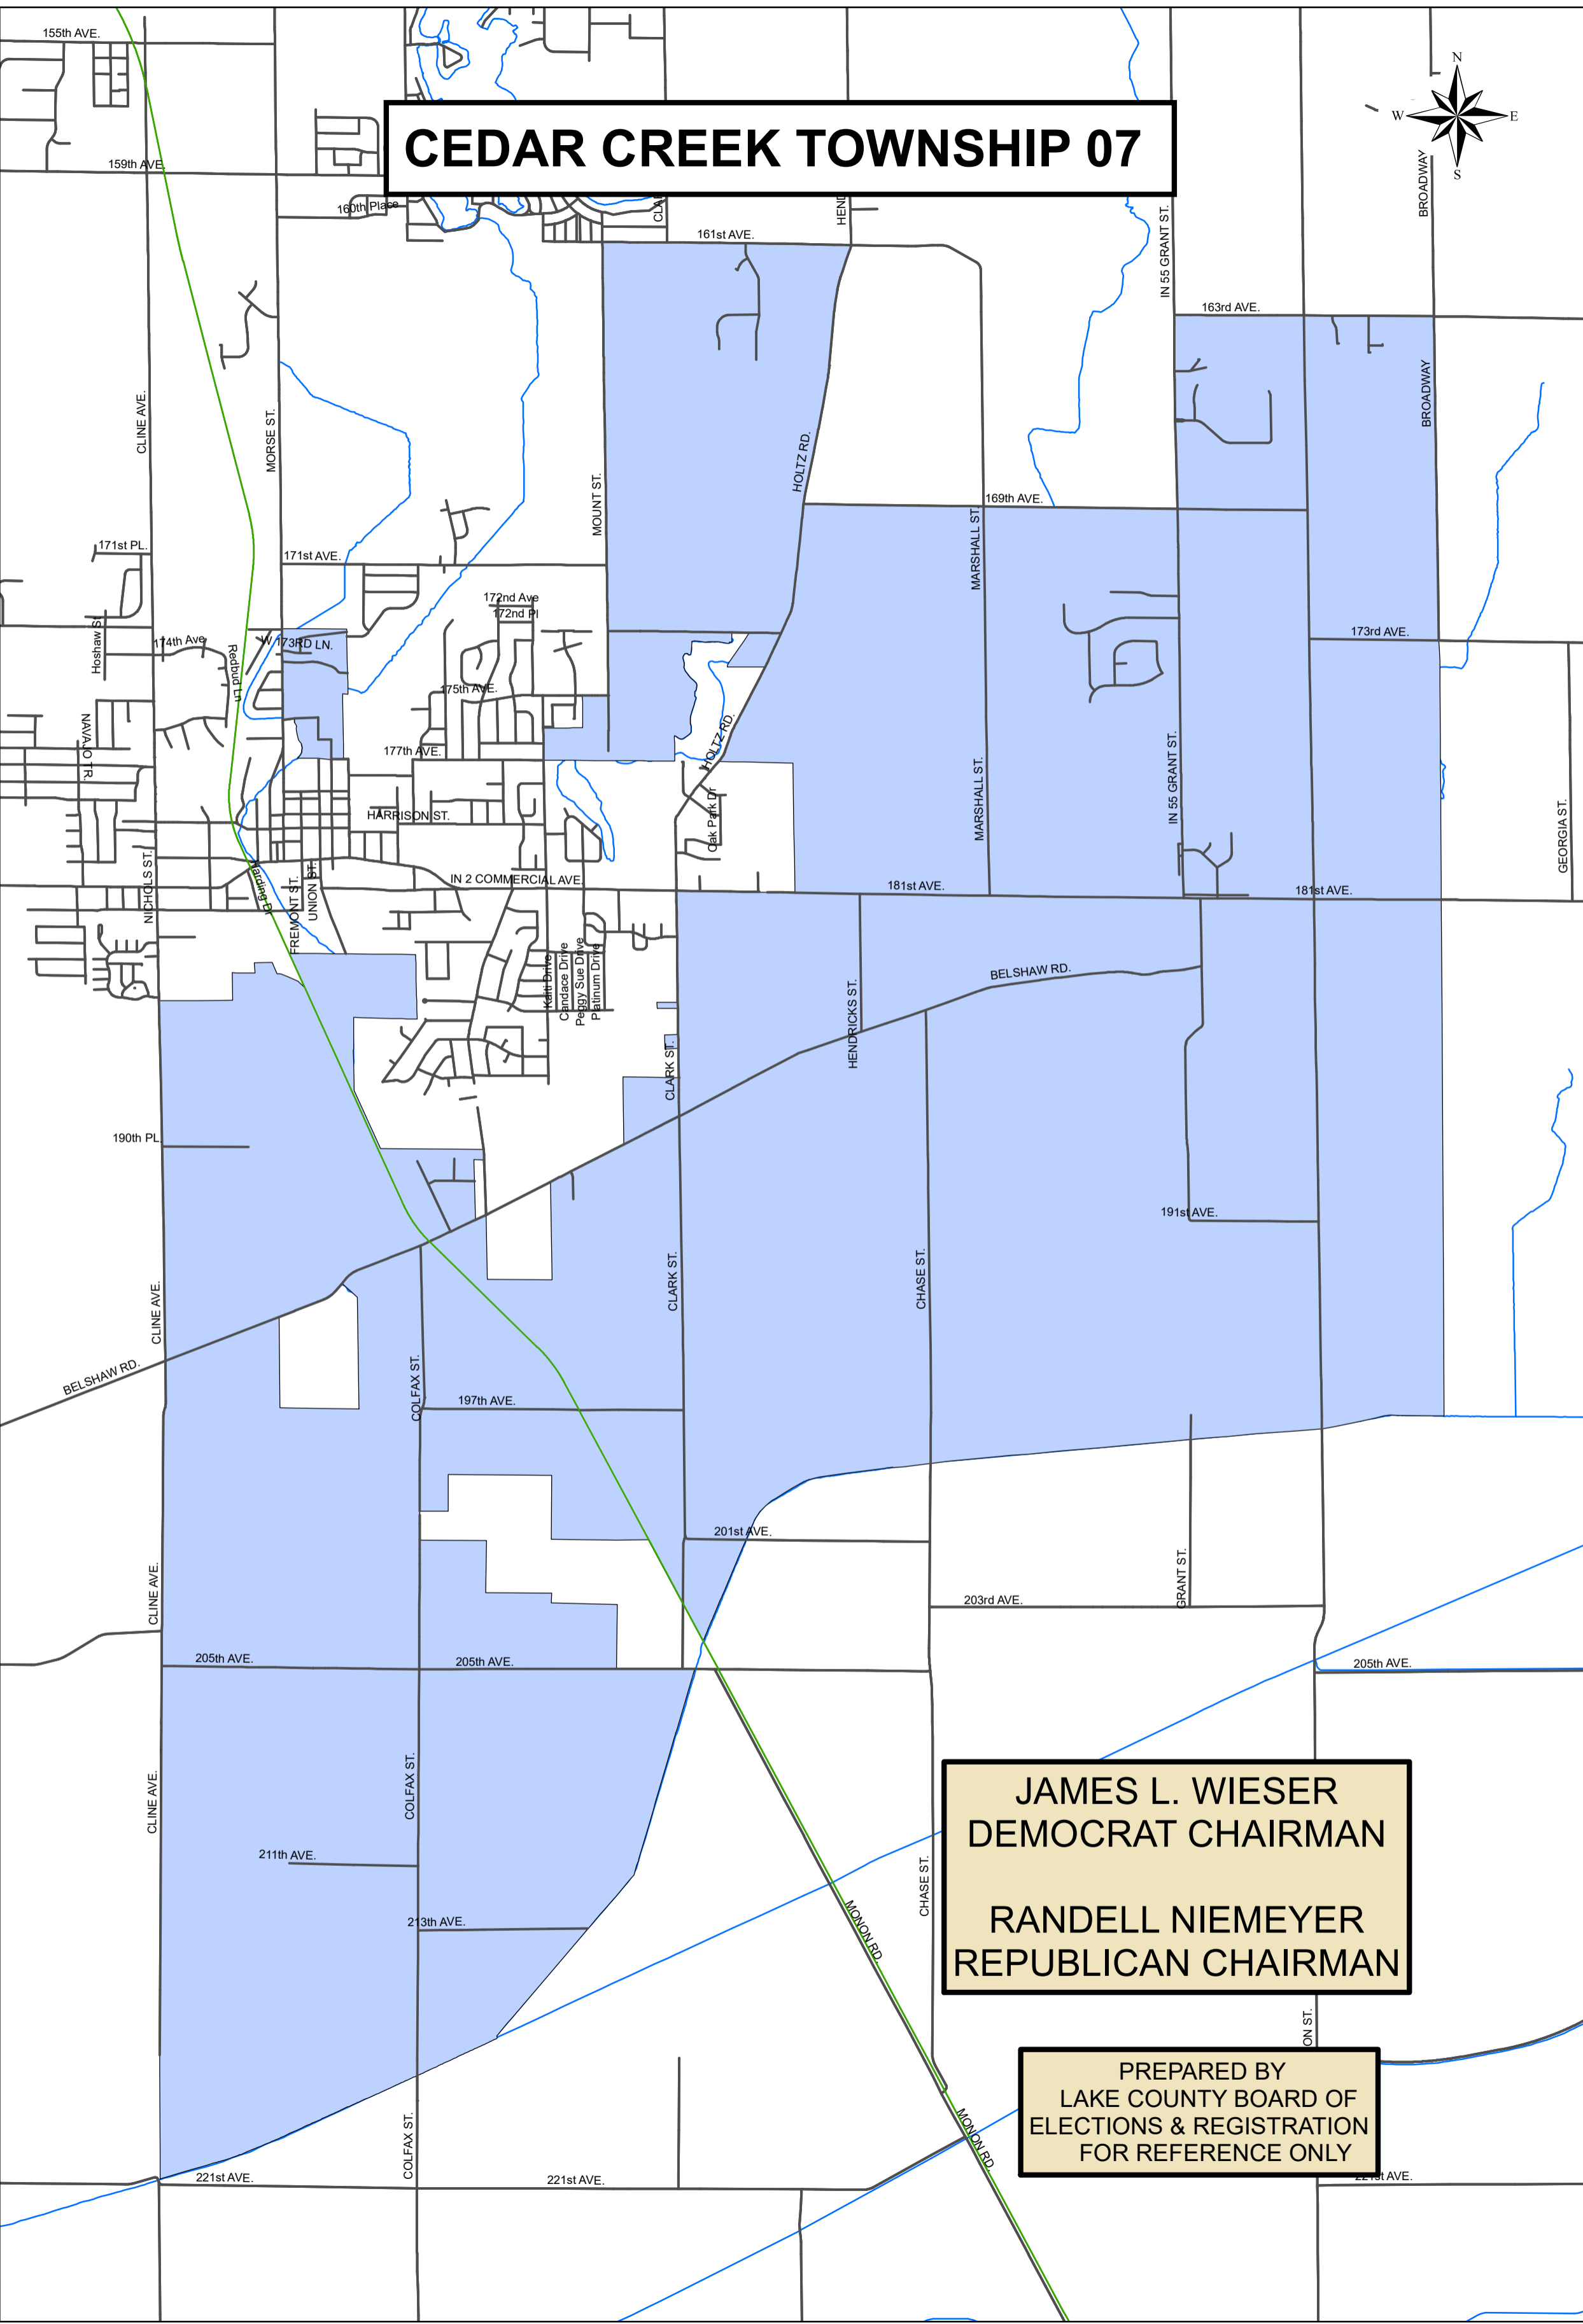 155th AVE.
N
W
E
S
CEDAR CREEK TOWNSHIP 07
159th AVE.
160th Place
BROADWAY
IN 55 GRANT ST.
161st AVE.
163rd AVE.
CLINE AVE.
MORSE ST.
MOUNT ST.
HOLTZ RD.
BROADWAY
169th AVE.
MARSHALL ST.
171st PL.
171st AVE.
172nd Ave
172nd Pl
Hoshaw St
174th Ave
Redbud Ln
W 173RD LN.
173rd AVE.
175th AVE.
NAVAJO TR.
177th AVE.
HOLTZ RD.
MARSHALL ST.
IN 55 GRANT ST.
HARRISON ST.
Oak Park Dr
GEORGIA ST.
NICHOLS ST.
Harding Dr
FREMONT ST.
UNION ST.
IN 2 COMMERCIAL AVE.
181st AVE.
181st AVE.
Kaiti Drive
Candace Drive
Peggy Sue Drive
Platinum Drive
BELSHAW RD.
HENDRICKS ST.
CLARK ST.
190th PL.
191st AVE.
CLINE AVE.
CLARK ST.
CHASE ST.
BELSHAW RD.
COLFAX ST.
197th AVE.
201st AVE.
CLINE AVE.
GRANT ST.
203rd AVE.
205th AVE.
205th AVE.
205th AVE.
CLINE AVE.
COLFAX ST.
JAMES L. WIESER
DEMOCRAT CHAIRMAN
RANDELL NIEMEYER
REPUBLICAN CHAIRMAN
211th AVE.
CHASE ST.
213th AVE.
MONON RD.
ON ST.
PREPARED BY
LAKE COUNTY BOARD OF
ELECTIONS & REGISTRATION
FOR REFERENCE ONLY
COLFAX ST.
MONON RD.
221st AVE.
221st AVE.
221st AVE.